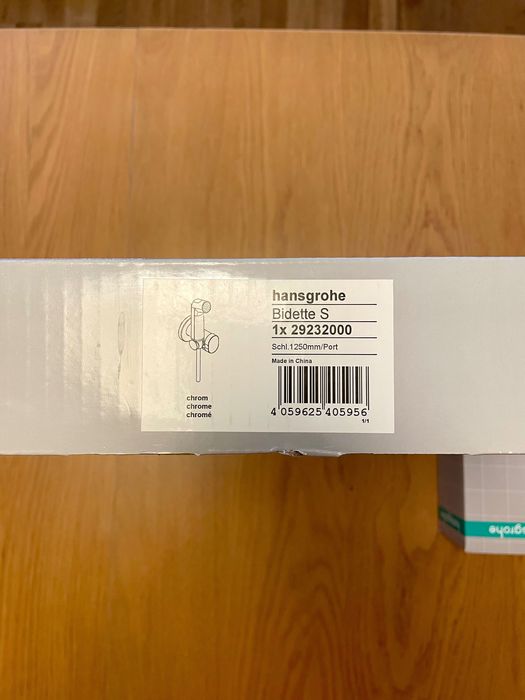 hansgrohe
Bidette S
1x 29232000
Schl.1250mm/Port
Made in China
4 059625 405956
1/1
chrom
chrome
chromé